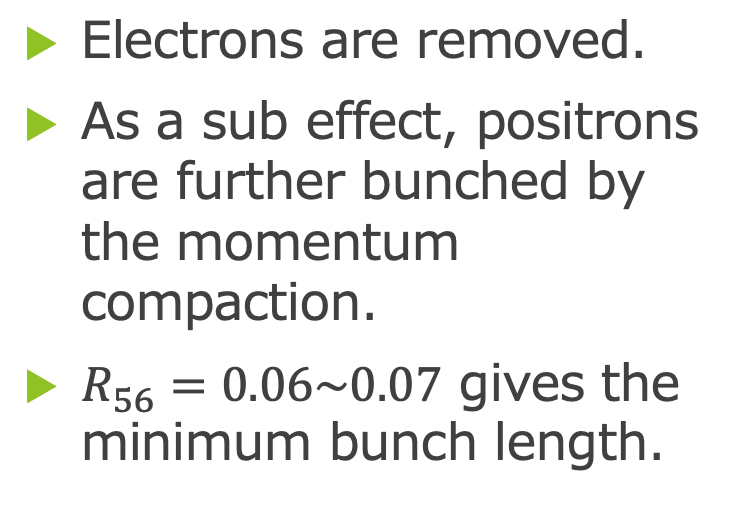 Electrons are removed.
As a sub effect, positrons
are further bunched by
the momentum
compaction.
R₅₆ = 0.06~0.07 gives the
minimum bunch length.